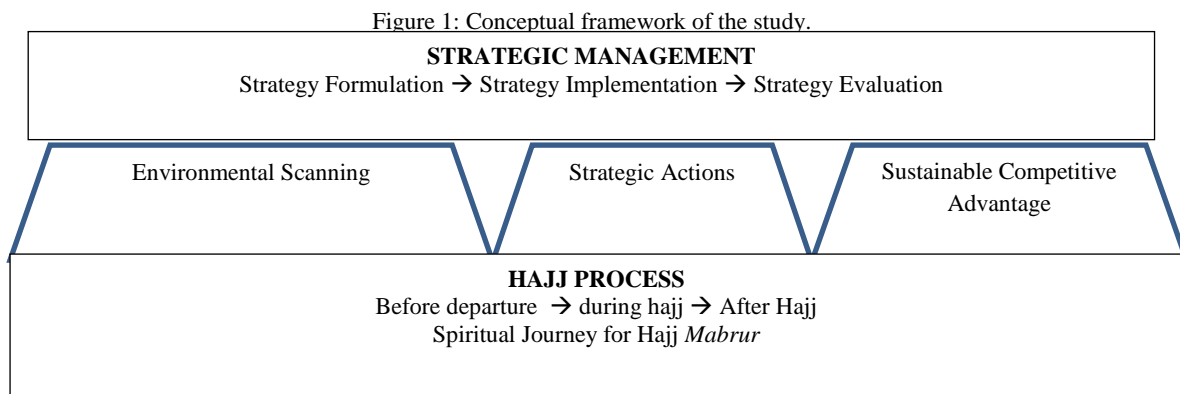 Figure 1: Conceptual framework of the study.
STRATEGIC MANAGEMENT
Strategy Formulation → Strategy Implementation → Strategy Evaluation
Environmental Scanning
Strategic Actions
Sustainable Competitive
Advantage
HAJJ PROCESS
Before departure → during hajj → After Hajj
Spiritual Journey for Hajj Mabrur